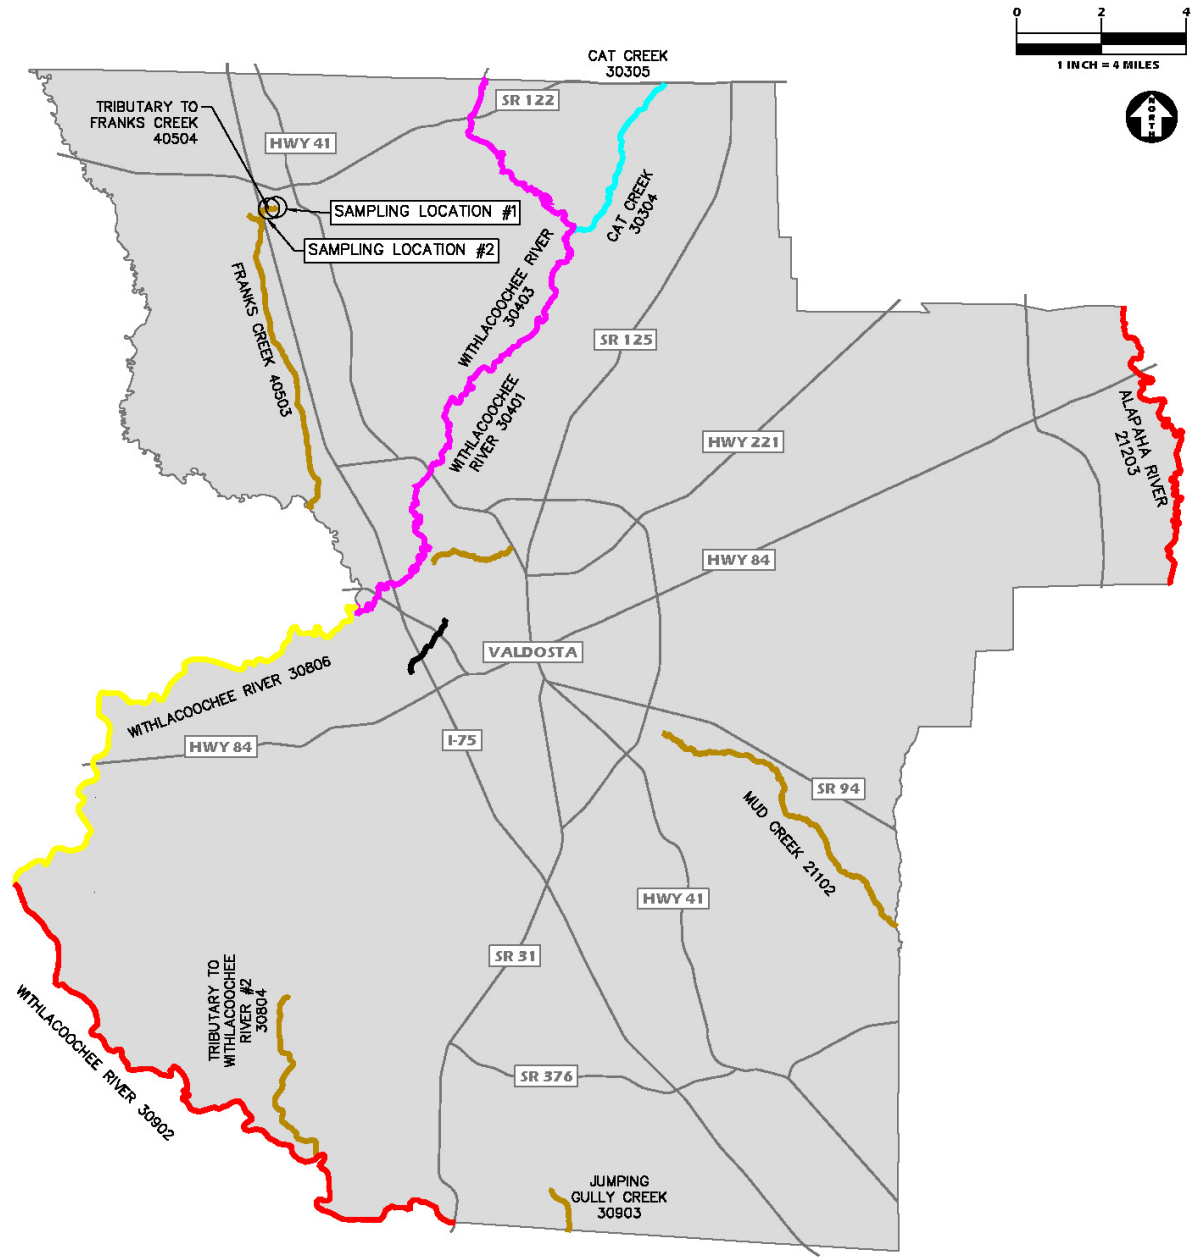 0 2 4
1 INCH = 4 MILES
NORTH
CAT CREEK
30305
SR 122
TRIBUTARY TO
FRANKS CREEK
40504
HWY 41
SAMPLING LOCATION #1
SAMPLING LOCATION #2
CAT CREEK
30304
WITHLACOOCHEE RIVER
30403
FRANKS CREEK 40503
SR 125
WITHLACOOCHEE
RIVER 30401
HWY 221
ALAPAHA RIVER
21203
HWY 84
VALDOSTA
WITHLACOOCHEE RIVER 30806
HWY 84
I-75
SR 94
MUD CREEK 21102
HWY 41
SR 31
TRIBUTARY TO
WITHLACOOCHEE
RIVER #2
30804
WITHLACOOCHEE RIVER 30902
SR 376
JUMPING
GULLY CREEK
30903